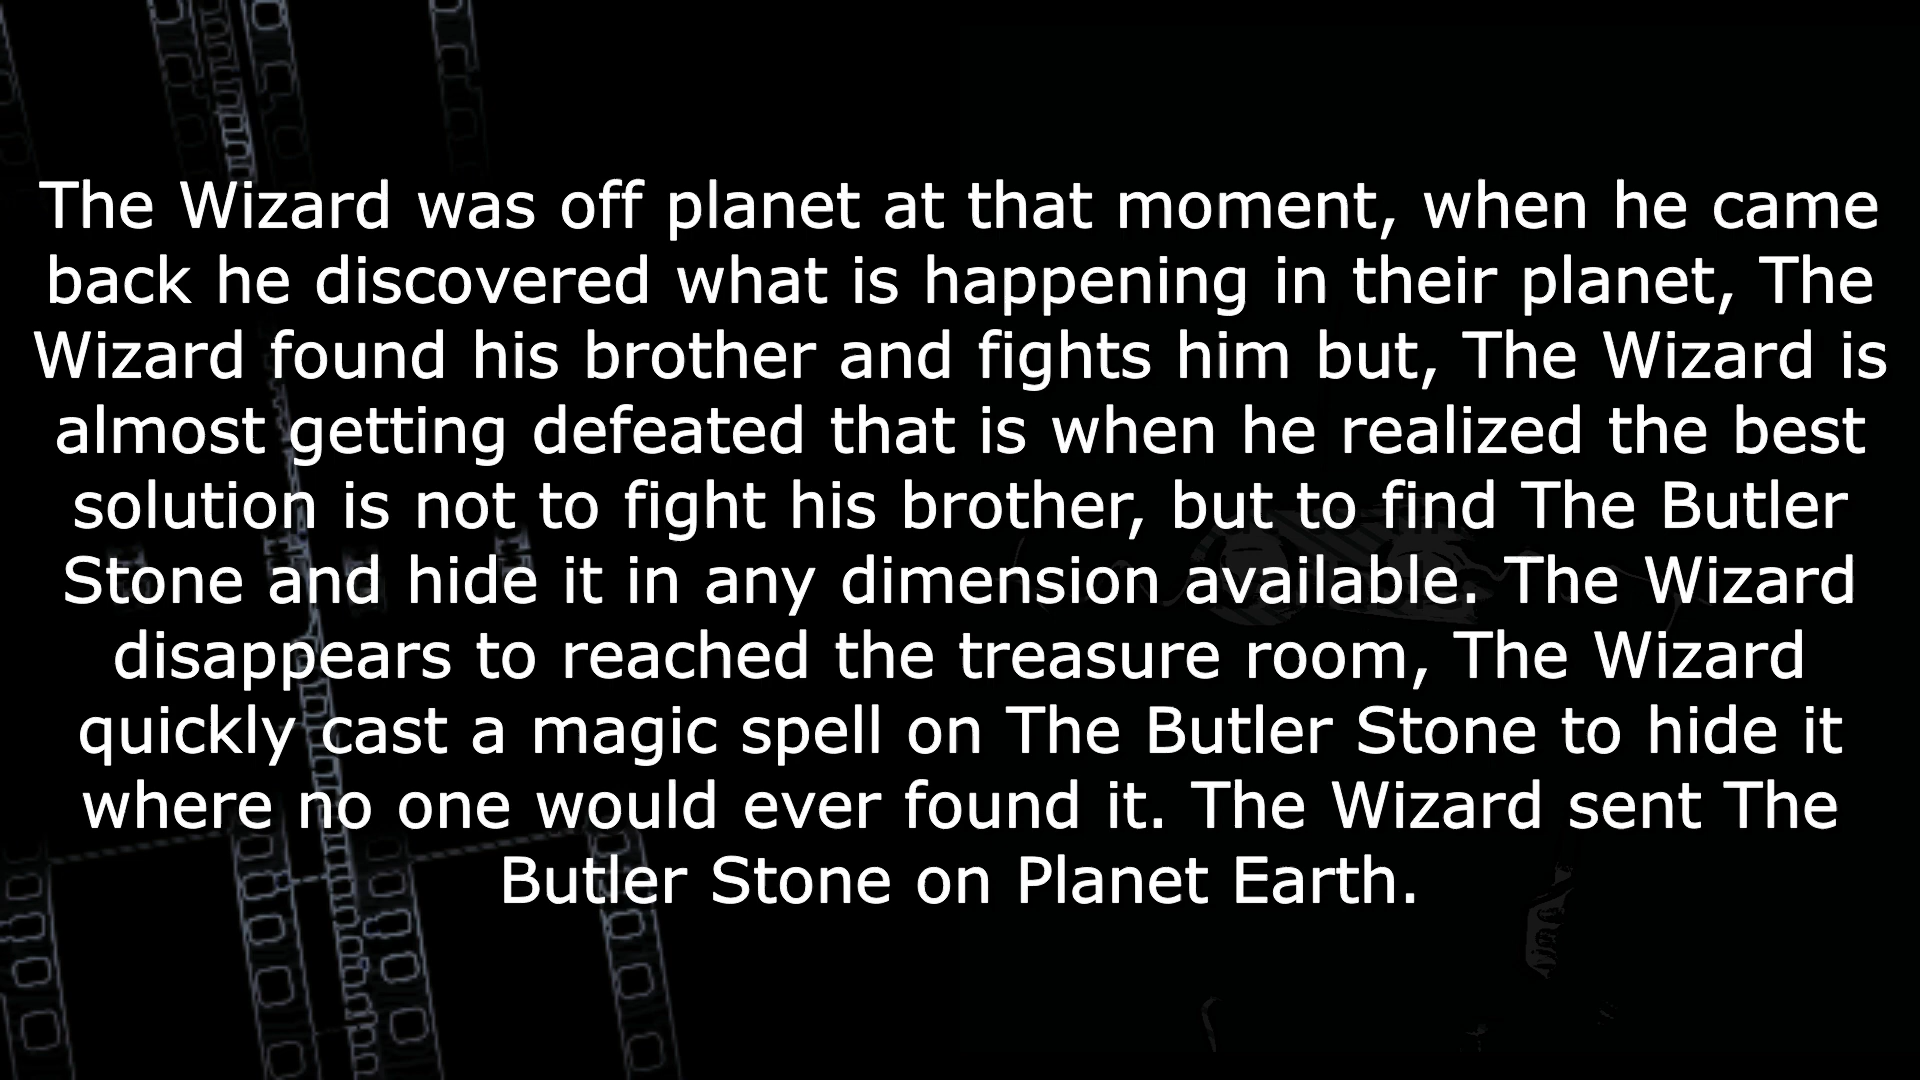 The Wizard was off planet at that moment, when he came
back he discovered what is happening in their planet, The
Wizard found his brother and fights him but, The Wizard is
almost getting defeated that is when he realized the best
solution is not to fight his brother, but to find The Butler
Stone and hide it in any dimension available. The Wizard
disappears to reached the treasure room, The Wizard
quickly cast a magic spell on The Butler Stone to hide it
where no one would ever found it. The Wizard sent The
Butler Stone on Planet Earth.